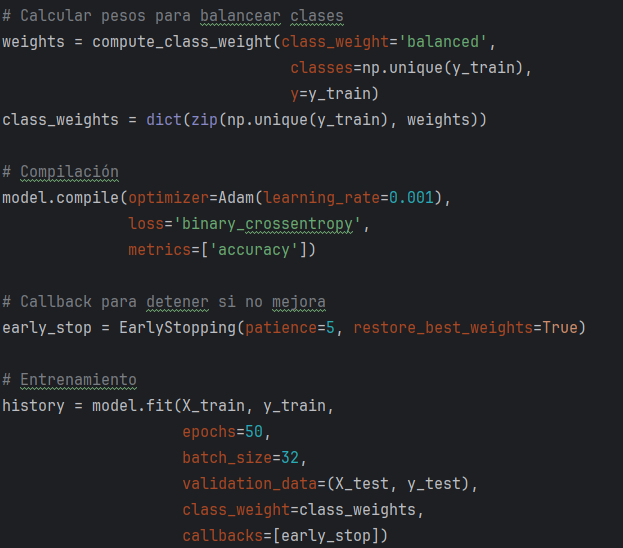 # Calcular pesos para balancear clases
weights = compute_class_weight(class_weight='balanced',
                                classes=np.unique(y_train),
                                y=y_train)
class_weights = dict(zip(np.unique(y_train), weights))

# Compilación
model.compile(optimizer=Adam(learning_rate=0.001),
              loss='binary_crossentropy',
              metrics=['accuracy'])

# Callback para detener si no mejora
early_stop = EarlyStopping(patience=5, restore_best_weights=True)

# Entrenamiento
history = model.fit(X_train, y_train,
                    epochs=50,
                    batch_size=32,
                    validation_data=(X_test, y_test),
                    class_weight=class_weights,
                    callbacks=[early_stop])